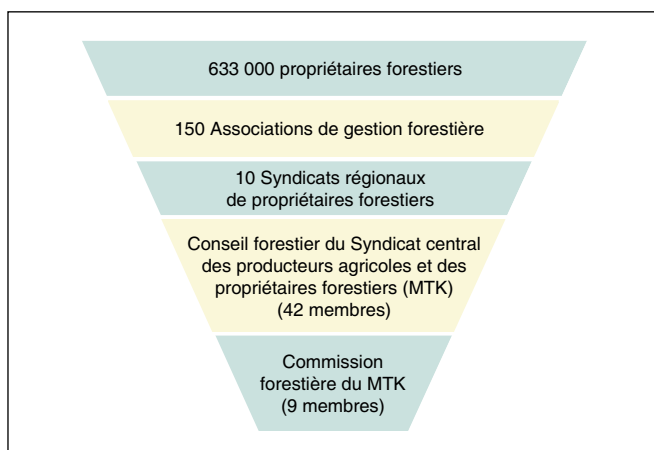 633 000 propriétaires forestiers
150 Associations de gestion forestière
10 Syndicats régionaux
de propriétaires forestiers
Conseil forestier du Syndicat central
des producteurs agricoles et des
propriétaires forestiers (MTK)
(42 membres)
Commission
forestière du MTK
(9 membres)